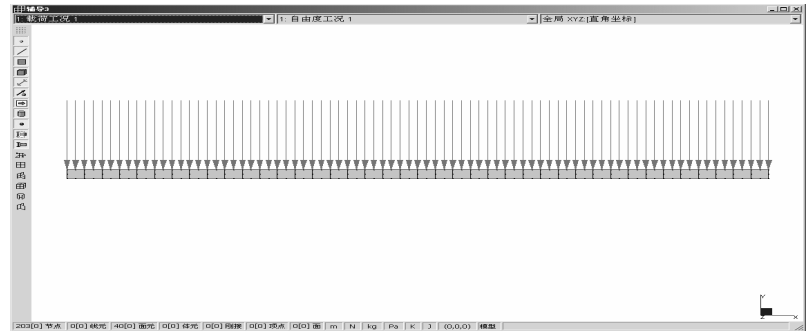 辅导3
1: 载荷工况 1 1: 自由度工况 1 全局 XYZ:[直角坐标]
Y
Z X
203[0] 节点 0[0] 线元 40[0] 面元 0[0] 体元 0[0] 刚接 0[0] 顶点 0[0] 面 m N kg Pa K J (0,0,0) 模型